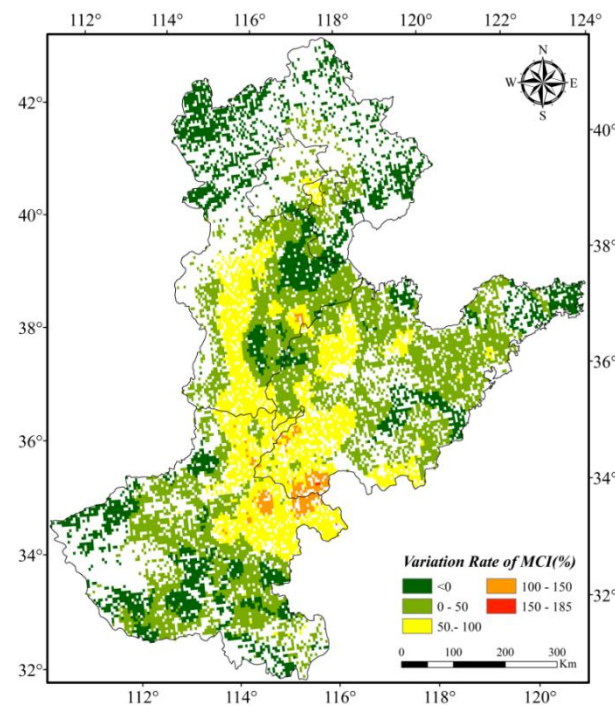 112° 114° 116° 118° 120° 122° 124°
N
W E
S
42°
40°
40°
38°
38°
36°
36°
34°
34°
32°
32°
Variation Rate of MCI(%)
<0 100 - 150
0 - 50 150 - 185
50.- 100
0 100 200 300
Km
112° 114° 116° 118° 120°